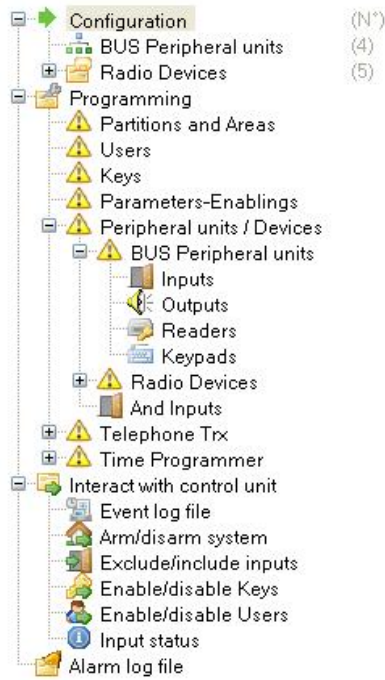 Configuration (N*)
BUS Peripheral units (4)
Radio Devices (5)
Programming
Partitions and Areas
Users
Keys
Parameters-Enablings
Peripheral units / Devices
BUS Peripheral units
Inputs
Outputs
Readers
Keypads
Radio Devices
And Inputs
Telephone Trx
Time Programmer
Interact with control unit
Event log file
Arm/disarm system
Exclude/include inputs
Enable/disable Keys
Enable/disable Users
Input status
Alarm log file